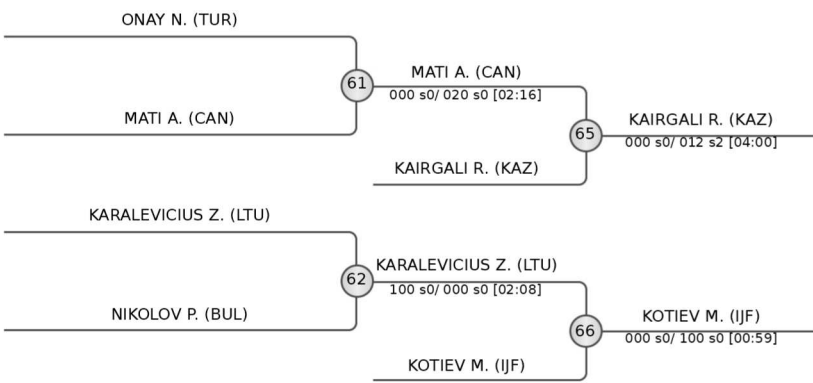 ONAY N. (TUR)
61
MATI A. (CAN)
000 s0/ 020 s0 [02:16]
MATI A. (CAN)
65
KAIRGALI R. (KAZ)
000 s0/ 012 s2 [04:00]
KAIRGALI R. (KAZ)
KARALEVICIUS Z. (LTU)
62
KARALEVICIUS Z. (LTU)
100 s0/ 000 s0 [02:08]
NIKOLOV P. (BUL)
66
KOTIEV M. (IJF)
000 s0/ 100 s0 [00:59]
KOTIEV M. (IJF)